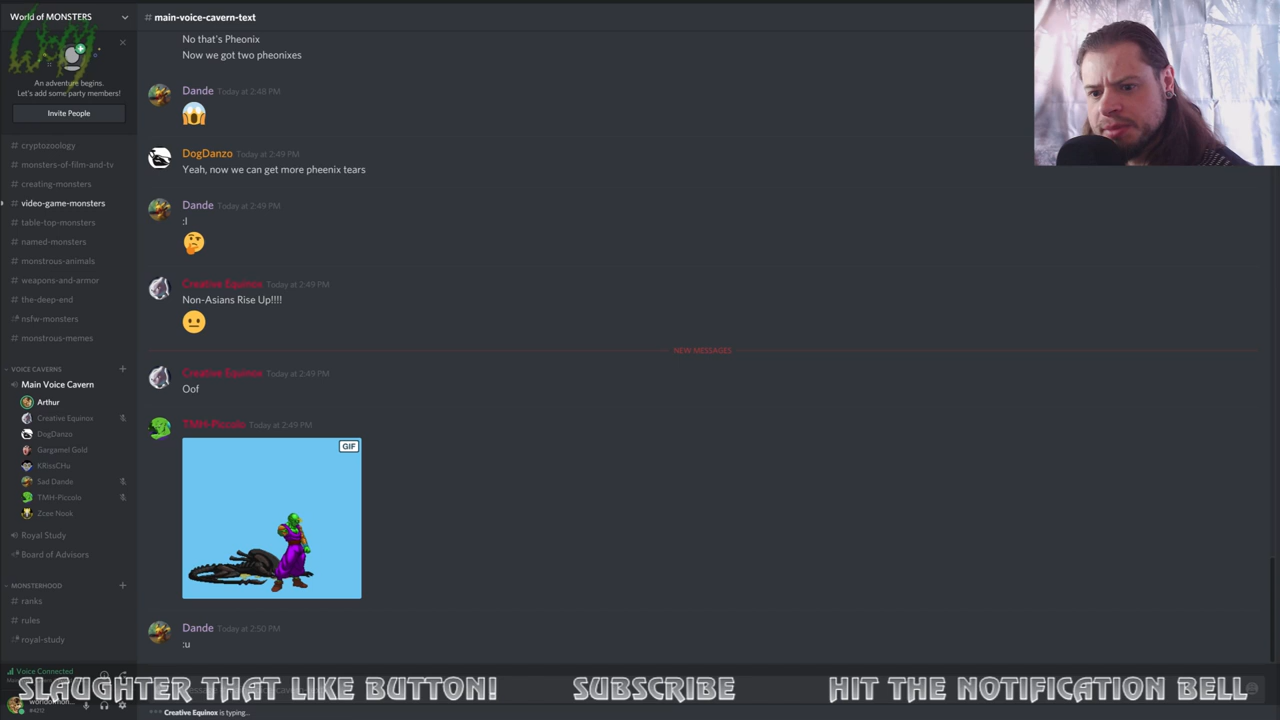 World of MONSTERS
An adventure begins.
Let's add some party members!
Invite People
# cryptozoology
# monsters-of-film-and-tv
# creating-monsters
# video-game-monsters
# table-top-monsters
# named-monsters
# monstrous-animals
# weapons-and-armor
# the-deep-end
nsfw-monsters
# monstrous-memes
VOICE CAVERNS
Main Voice Cavern
Arthur
Creative Equinox
DogDanzo
Gargamel Gold
KRissCHu
Sad Dande
TMH-Piccolo
Zcee Nook
Royal Study
Board of Advisors
MONSTERHOOD
# ranks
# rules
royal-study
Voice Connected
#4212
# main-voice-cavern-text
No that's Pheonix
Now we got two pheonixes
Dande Today at 2:48 PM
DogDanzo Today at 2:49 PM
Yeah, now we can get more pheenix tears
Dande Today at 2:49 PM
:l
Creative Equinox Today at 2:49 PM
Non-Asians Rise Up!!!!
NEW MESSAGES
Creative Equinox Today at 2:49 PM
Oof
TMH-Piccolo Today at 2:49 PM
GIF
Dande Today at 2:50 PM
:u
SLAUGHTER THAT LIKE BUTTON! SUBSCRIBE HIT THE NOTIFICATION BELL
Creative Equinox is typing...